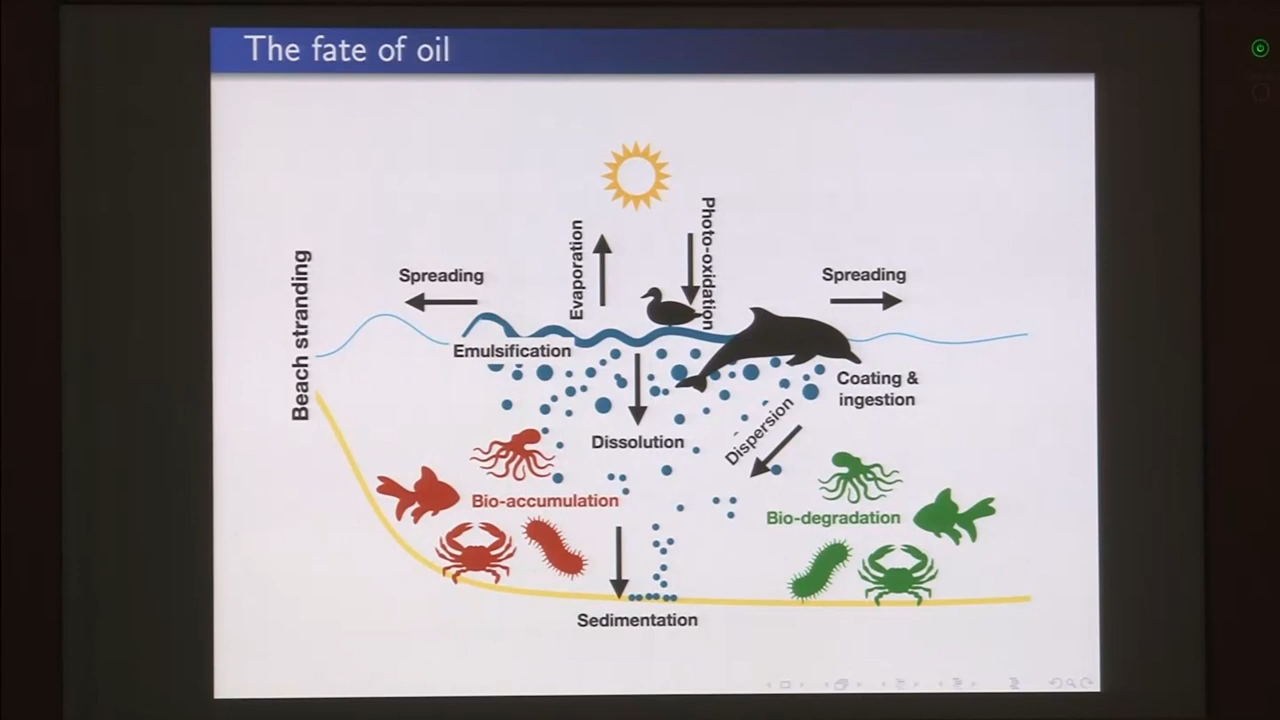 The fate of oil
Evaporation
Photo-oxidation
Beach stranding
Spreading
Spreading
Emulsification
Coating &
ingestion
Dissolution
Dispersion
Bio-accumulation
Bio-degradation
Sedimentation